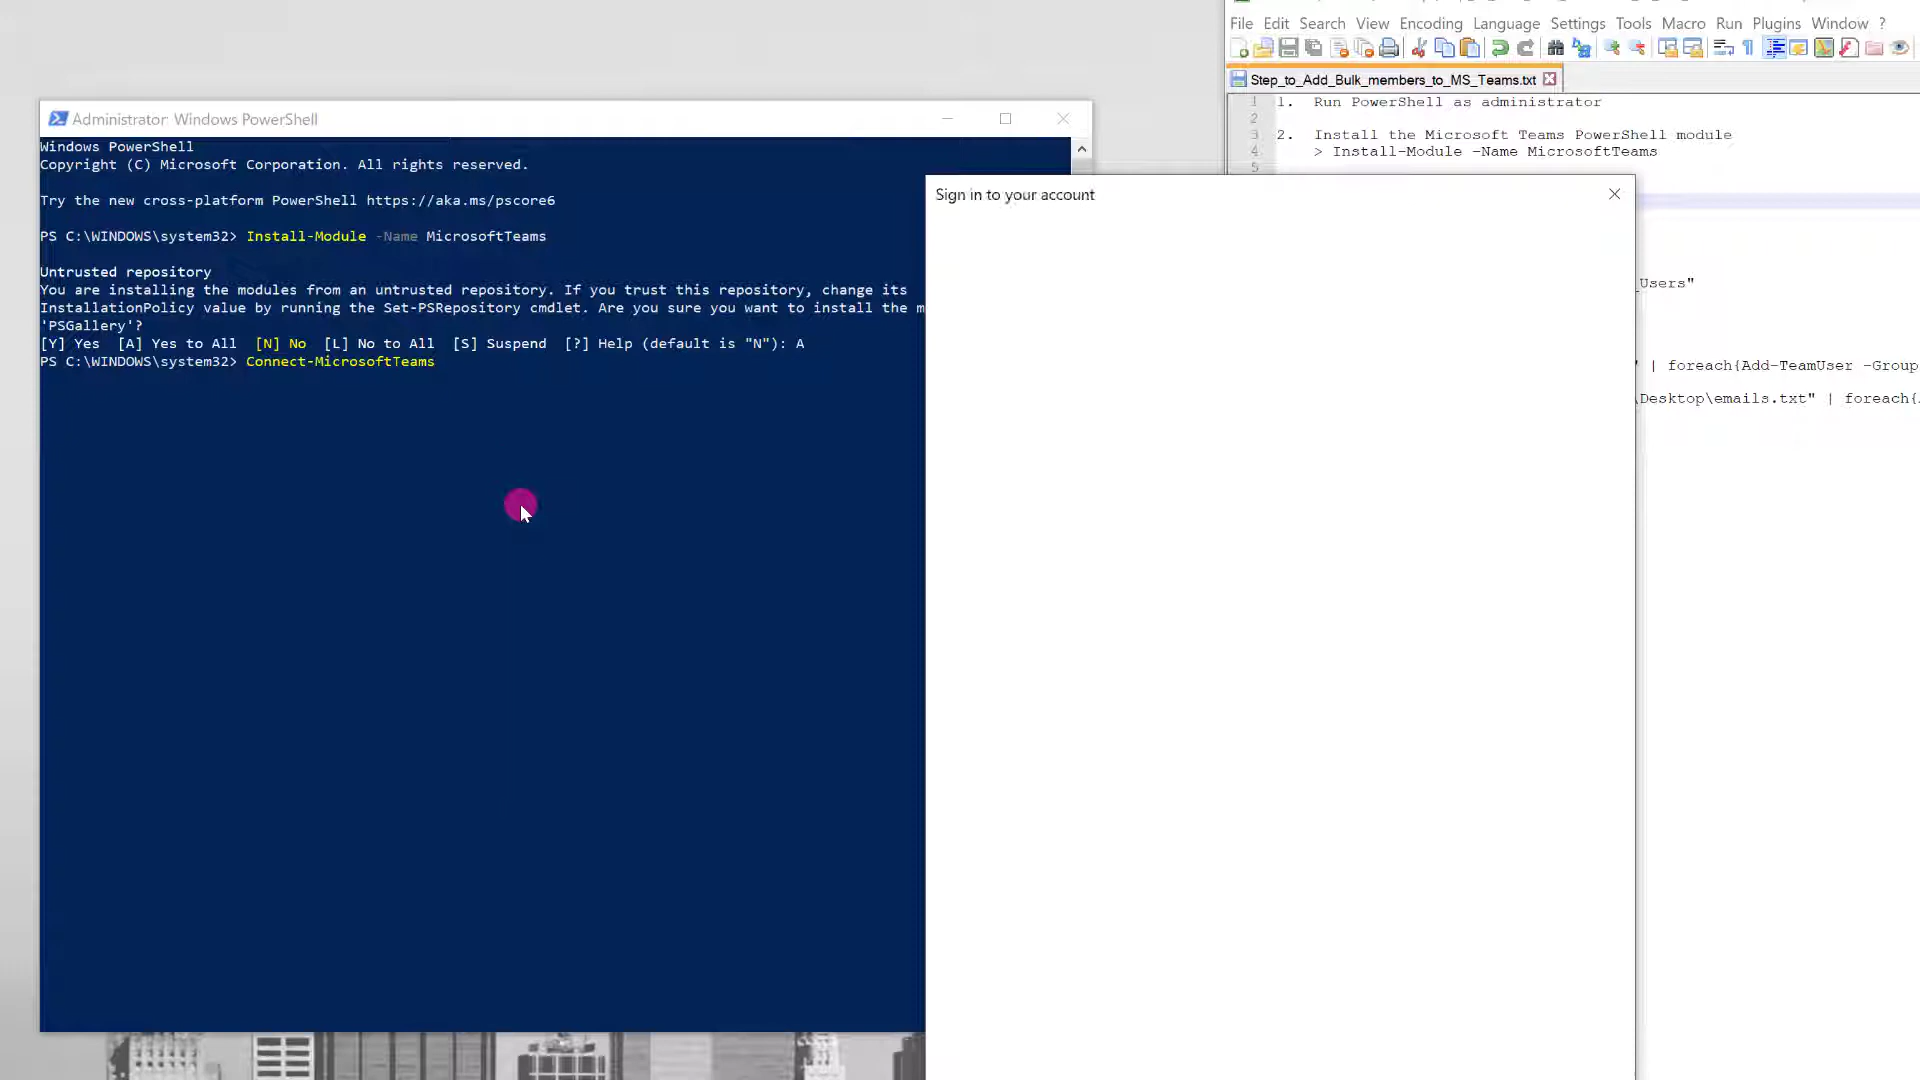 File Edit Search View Encoding Language Settings Tools Macro Run Plugins Window ?
Step_to_Add_Bulk_members_to_MS_Teams.txt
1 1. Run PowerShell as administrator
2
3 2. Install the Microsoft Teams PowerShell module
4 > Install-Module -Name MicrosoftTeams
5
_Users"
" | foreach{Add-TeamUser -Group
\Desktop\emails.txt" | foreach{
Administrator: Windows PowerShell
Windows PowerShell
Copyright (C) Microsoft Corporation. All rights reserved.
Try the new cross-platform PowerShell https://aka.ms/pscore6
PS C:\WINDOWS\system32> Install-Module -Name MicrosoftTeams
Untrusted repository
You are installing the modules from an untrusted repository. If you trust this repository, change its
InstallationPolicy value by running the Set-PSRepository cmdlet. Are you sure you want to install the m
'PSGallery'?
[Y] Yes [A] Yes to All [N] No [L] No to All [S] Suspend [?] Help (default is "N"): A
PS C:\WINDOWS\system32> Connect-MicrosoftTeams
Sign in to your account